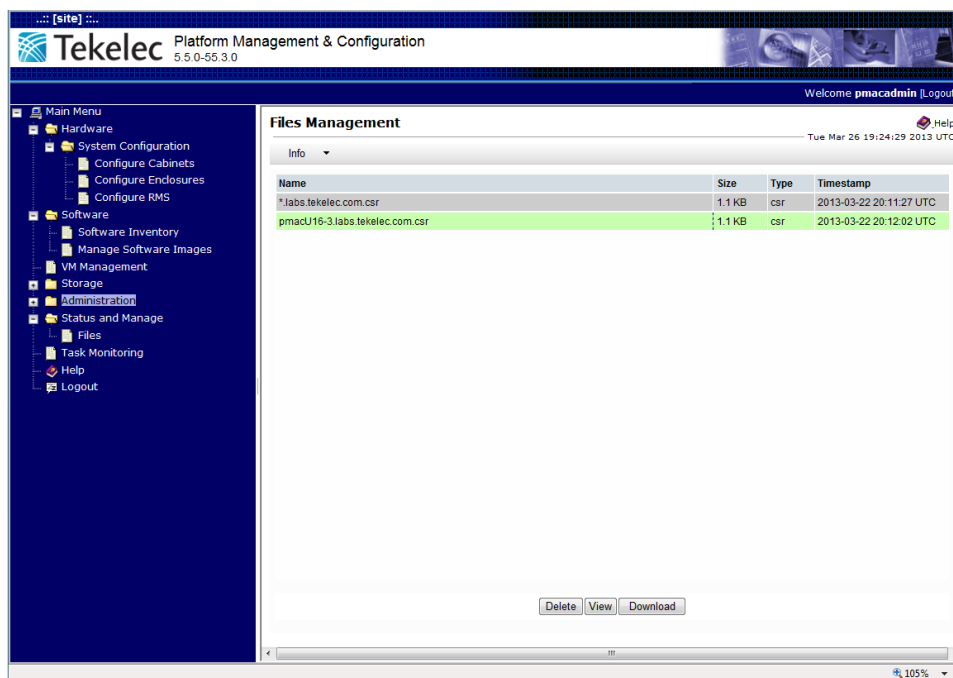 ..:: [site] ::..
Tekelec Platform Management & Configuration
5.5.0-55.3.0
Welcome pmacadmin [Logout
Main Menu
Hardware
System Configuration
Configure Cabinets
Configure Enclosures
Configure RMS
Software
Software Inventory
Manage Software Images
VM Management
Storage
Administration
Status and Manage
Files
Task Monitoring
Help
Logout
Files Management
Help
Tue Mar 26 19:24:29 2013 UTC
Info
Name Size Type Timestamp
*.labs.tekelec.com.csr 1.1 KB csr 2013-03-22 20:11:27 UTC
pmacU16-3.labs.tekelec.com.csr 1.1 KB csr 2013-03-22 20:12:02 UTC
Delete View Download
105%